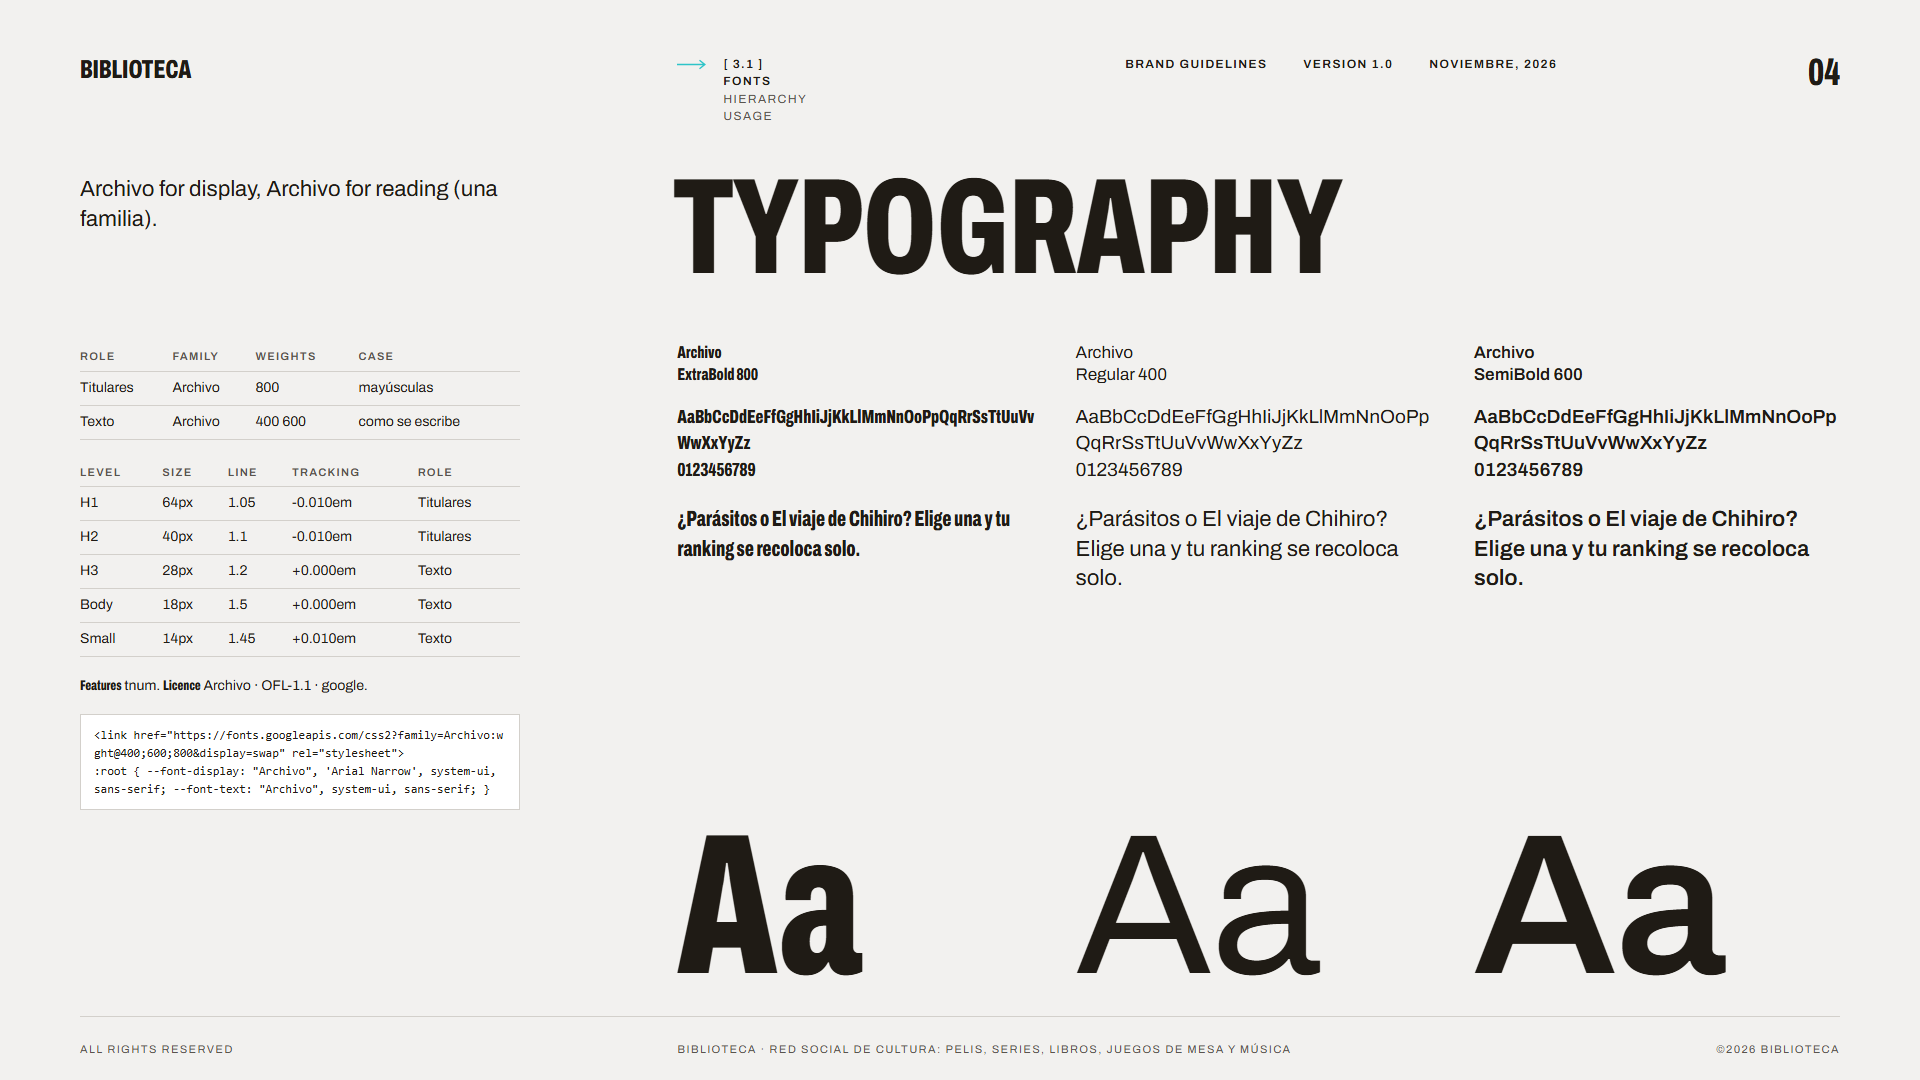 BIBLIOTECA
[ 3.1 ]
FONTS
HIERARCHY
USAGE
BRAND GUIDELINES VERSION 1.0 NOVIEMBRE, 2026
04
Archivo for display, Archivo for reading (una
familia).
TYPOGRAPHY
ROLE FAMILY WEIGHTS CASE
Titulares Archivo 800 mayúsculas
Texto Archivo 400 600 como se escribe
LEVEL SIZE LINE TRACKING ROLE
H1 64px 1.05 -0.010em Titulares
H2 40px 1.1 -0.010em Titulares
H3 28px 1.2 +0.000em Texto
Body 18px 1.5 +0.000em Texto
Small 14px 1.45 +0.010em Texto
Features tnum. Licence Archivo · OFL-1.1 · google.
<link href="https://fonts.googleapis.com/css2?family=Archivo:w
ght@400;600;800&display=swap" rel="stylesheet">
:root { --font-display: "Archivo", 'Arial Narrow', system-ui,
sans-serif; --font-text: "Archivo", system-ui, sans-serif; }
Archivo
ExtraBold 800
AaBbCcDdEeFfGgHhIiJjKkLlMmNnOoPpQqRrSsTtUuVv
WwXxYyZz
0123456789
¿Parásitos o El viaje de Chihiro? Elige una y tu
ranking se recoloca solo.
Aa
Archivo
Regular 400
AaBbCcDdEeFfGgHhIiJjKkLlMmNnOoPp
QqRrSsTtUuVvWwXxYyZz
0123456789
¿Parásitos o El viaje de Chihiro?
Elige una y tu ranking se recoloca
solo.
Aa
Archivo
SemiBold 600
AaBbCcDdEeFfGgHhIiJjKkLlMmNnOoPp
QqRrSsTtUuVvWwXxYyZz
0123456789
¿Parásitos o El viaje de Chihiro?
Elige una y tu ranking se recoloca
solo.
Aa
ALL RIGHTS RESERVED
BIBLIOTECA · RED SOCIAL DE CULTURA: PELIS, SERIES, LIBROS, JUEGOS DE MESA Y MÚSICA
©2026 BIBLIOTECA